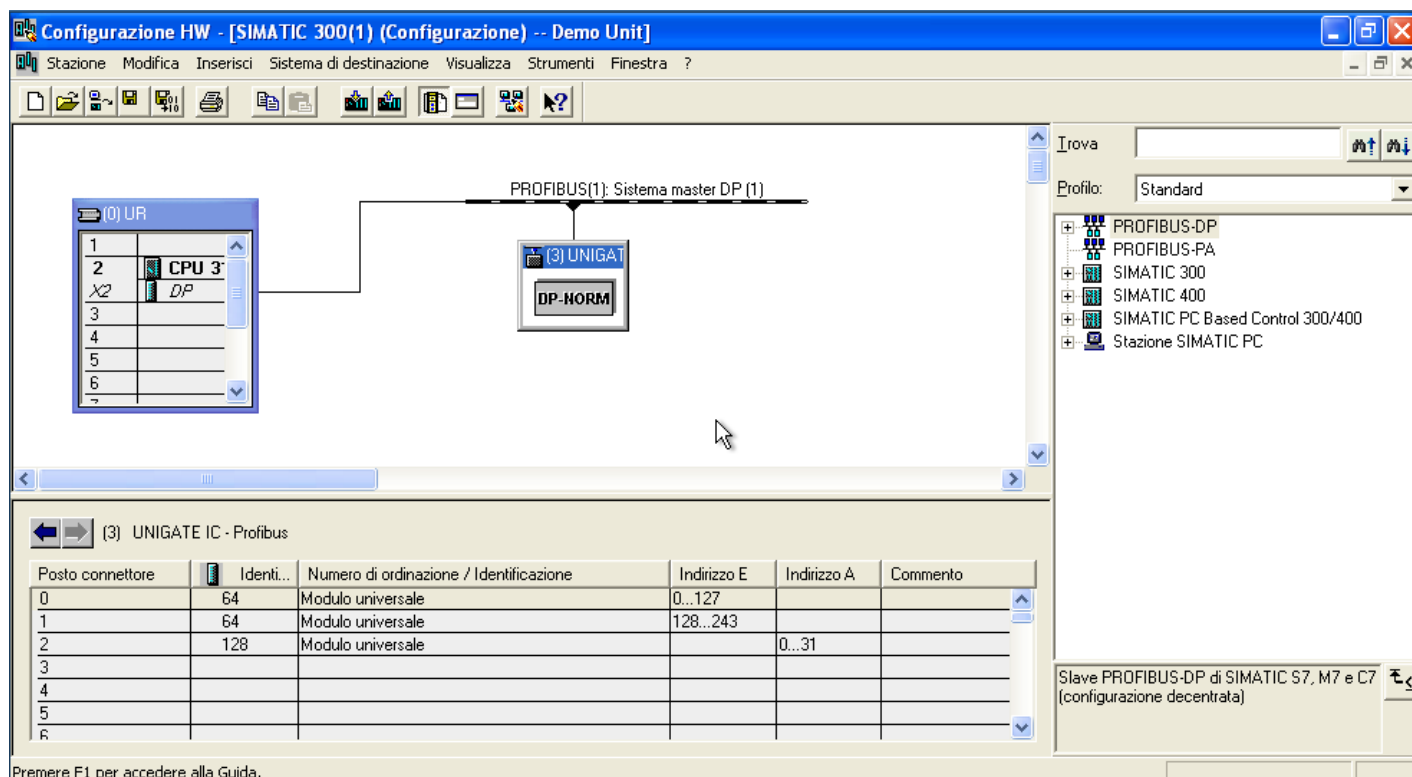 Configurazione HW - [SIMATIC 300(1) (Configurazione) -- Demo Unit]
Stazione Modifica Inserisci Sistema di destinazione Visualizza Strumenti Finestra ?
Trova
Profilo: Standard
PROFIBUS(1): Sistema master DP (1)
(0) UR
1
2 CPU 3
X2 DP
3
4
5
6
7
(3) UNIGAT
DP-NORM
PROFIBUS-DP
PROFIBUS-PA
SIMATIC 300
SIMATIC 400
SIMATIC PC Based Control 300/400
Stazione SIMATIC PC
(3) UNIGATE IC - Profibus
Posto connettore Identi... Numero di ordinazione / Identificazione Indirizzo E Indirizzo A Commento
0 64 Modulo universale 0...127
1 64 Modulo universale 128...243
2 128 Modulo universale 0...31
3
4
5
6
Slave PROFIBUS-DP di SIMATIC S7, M7 e C7
(configurazione decentrata)
Premere F1 per accedere alla Guida.